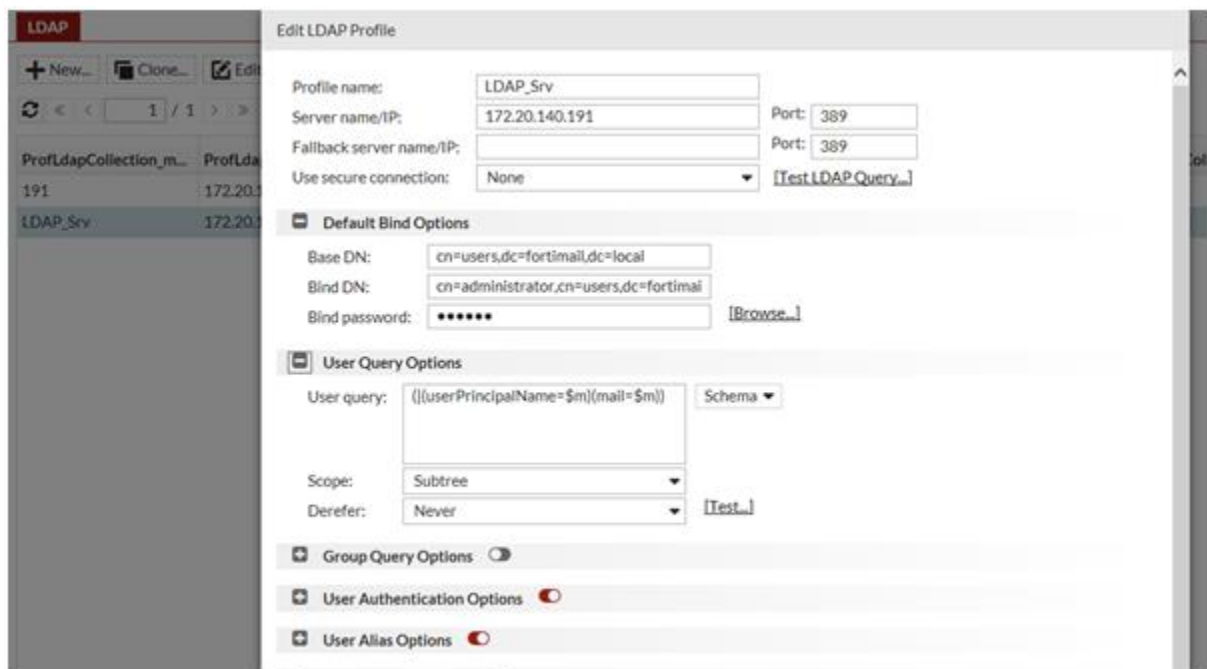 LDAP
Edit LDAP Profile
New... Clone... Edit
1 / 1
ProfLdapCollection_m... ProfLda
191 172.20.1
LDAP_Srv 172.20.1
Profile name: LDAP_Srv
Server name/IP: 172.20.140.191 Port: 389
Fallback server name/IP: Port: 389
Use secure connection: None [Test LDAP Query...]
Default Bind Options
Base DN: cn=users,dc=fortimail,dc=local
Bind DN: cn=administrator,cn=users,dc=fortimai
Bind password: •••••• [Browse...]
User Query Options
User query: (|(userPrincipalName=$m)(mail=$m)) Schema
Scope: Subtree
Derefer: Never [Test...]
Group Query Options
User Authentication Options
User Alias Options